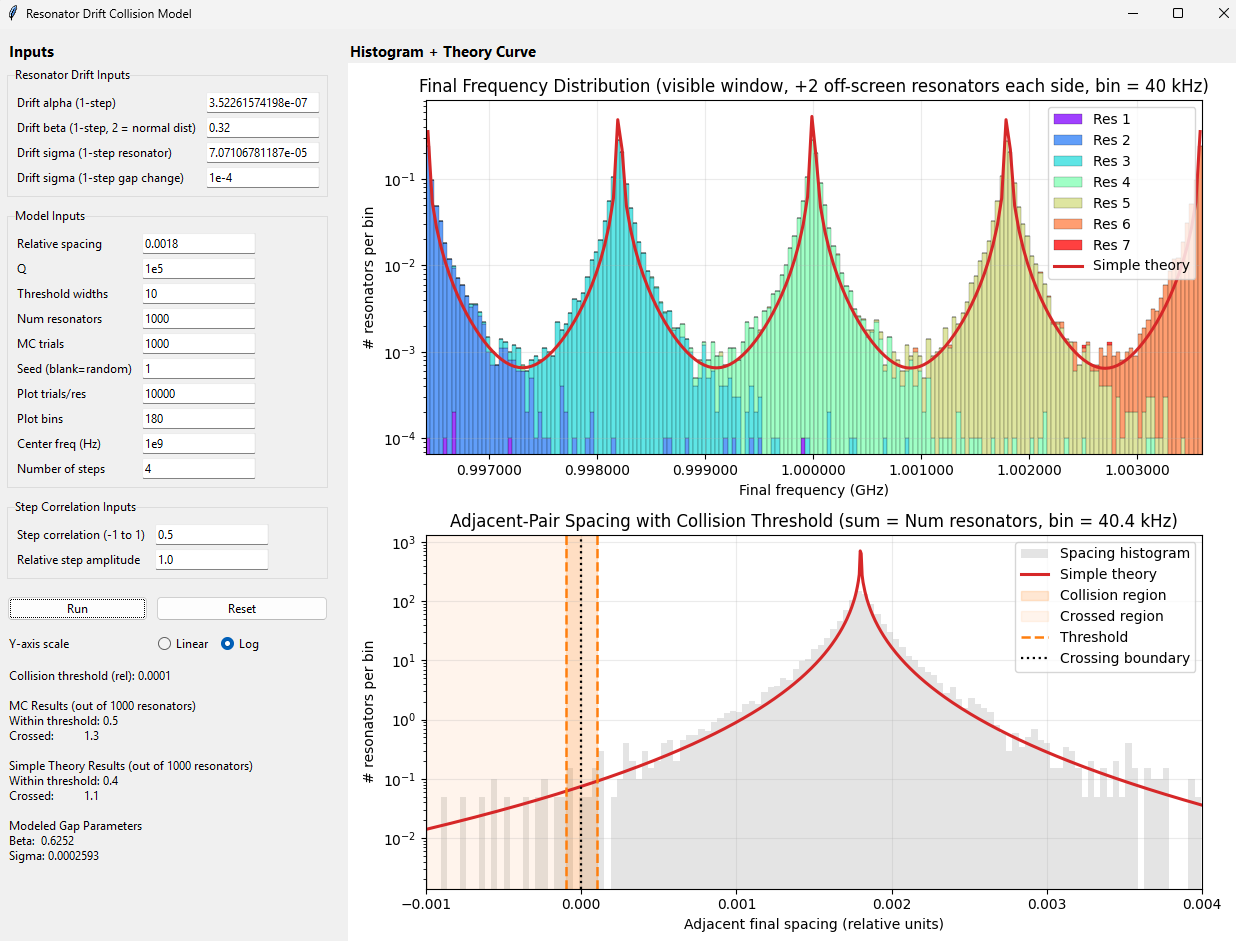 Resonator Drift Collision Model
Inputs
Resonator Drift Inputs
Drift alpha (1-step) 3.52261574198e-07
Drift beta (1-step, 2 = normal dist) 0.32
Drift sigma (1-step resonator) 7.07106781187e-05
Drift sigma (1-step gap change) 1e-4
Model Inputs
Relative spacing 0.0018
Q 1e5
Threshold widths 10
Num resonators 1000
MC trials 1000
Seed (blank=random) 1
Plot trials/res 10000
Plot bins 180
Center freq (Hz) 1e9
Number of steps 4
Step Correlation Inputs
Step correlation (-1 to 1) 0.5
Relative step amplitude 1.0
Run Reset
Y-axis scale Linear Log
Collision threshold (rel): 0.0001
MC Results (out of 1000 resonators)
Within threshold: 0.5
Crossed: 1.3
Simple Theory Results (out of 1000 resonators)
Within threshold: 0.4
Crossed: 1.1
Modeled Gap Parameters
Beta: 0.6252
Sigma: 0.0002593
Histogram + Theory Curve
Final Frequency Distribution (visible window, +2 off-screen resonators each side, bin = 40 kHz)
# resonators per bin
10⁻¹
10⁻²
10⁻³
10⁻⁴
Res 1
Res 2
Res 3
Res 4
Res 5
Res 6
Res 7
Simple theory
0.997000 0.998000 0.999000 1.000000 1.001000 1.002000 1.003000
Final frequency (GHz)
Adjacent-Pair Spacing with Collision Threshold (sum = Num resonators, bin = 40.4 kHz)
# resonators per bin
10³
10²
10¹
10⁰
10⁻¹
10⁻²
Spacing histogram
Simple theory
Collision region
Crossed region
Threshold
Crossing boundary
−0.001 0.000 0.001 0.002 0.003 0.004
Adjacent final spacing (relative units)